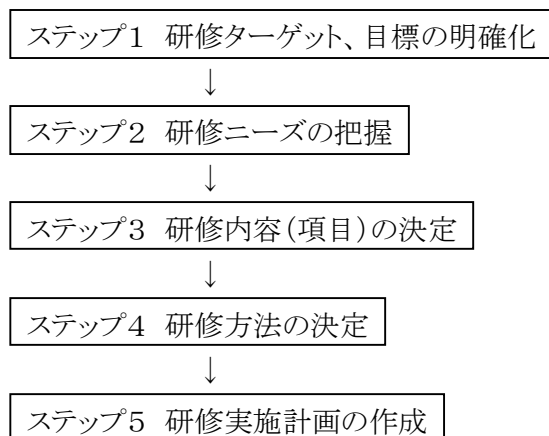 ステップ1 研修ターゲット、目標の明確化
↓
ステップ2 研修ニーズの把握
↓
ステップ3 研修内容(項目)の決定
↓
ステップ4 研修方法の決定
↓
ステップ5 研修実施計画の作成